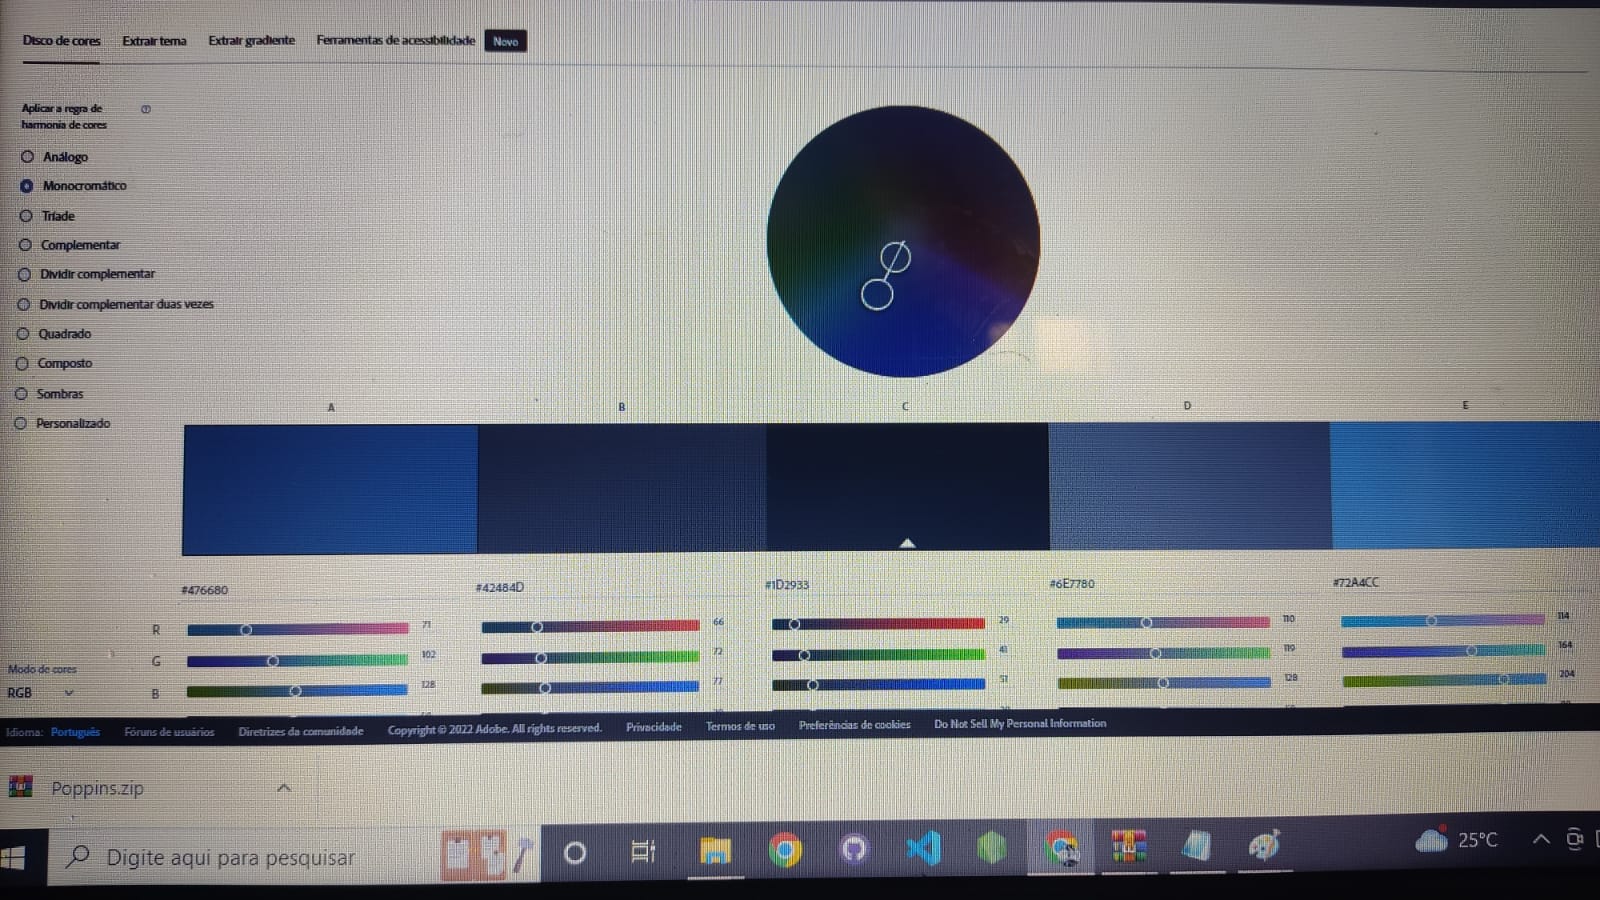 Disco de cores Extrair tema Extrair gradiente Ferramentas de acessibilidade Novo
Aplicar a regra de
harmonia de cores
Análogo
Monocromático
Tríade
Complementar
Dividir complementar
Dividir complementar duas vezes
Quadrado
Composto
Sombras
Personalizado
A B C D E
#476680 #42484D #1D2933 #6E7780 #72A4CC
R 71 66 29 110 114
G 102 72 41 119 164
B 128 77 51 128 204
Modo de cores
RGB
Idioma: Português Fóruns de usuários Diretrizes da comunidade Copyright © 2022 Adobe. All rights reserved. Privacidade Termos de uso Preferências de cookies Do Not Sell My Personal Information
Poppins.zip
Digite aqui para pesquisar 25°C